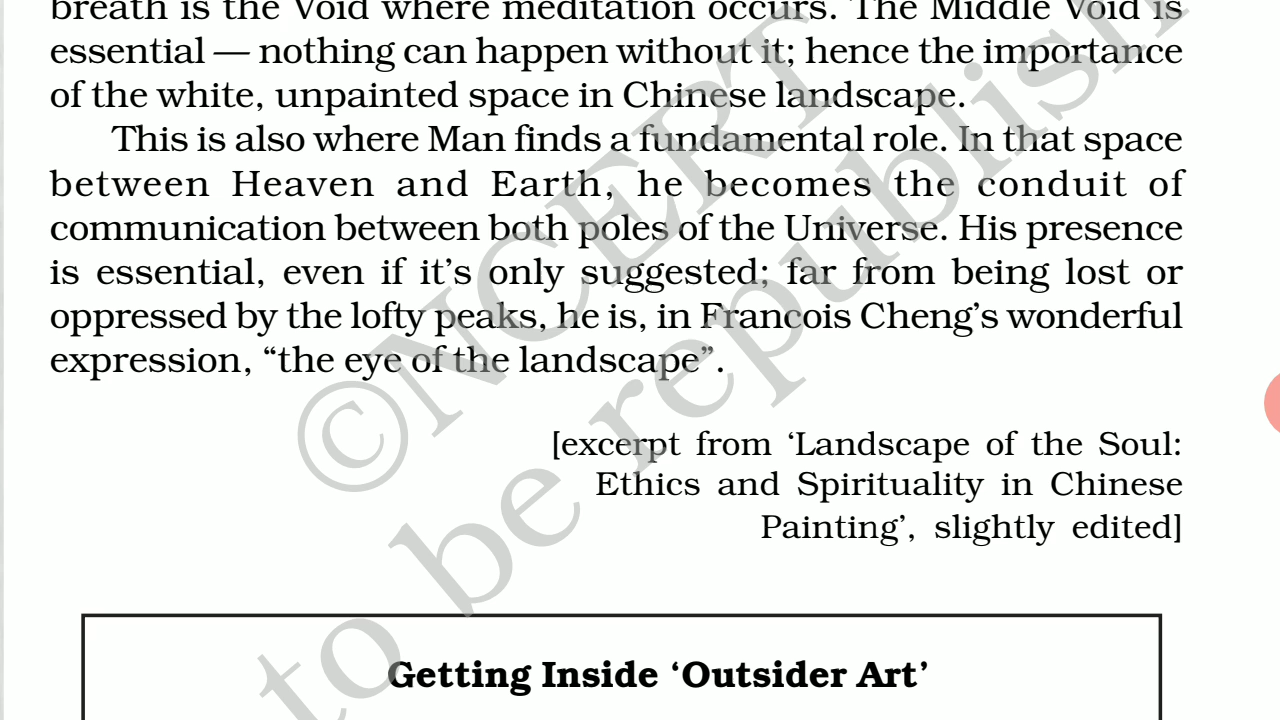 breath is the Void where meditation occurs. The Middle Void is
essential — nothing can happen without it; hence the importance
of the white, unpainted space in Chinese landscape.
This is also where Man finds a fundamental role. In that space
between Heaven and Earth, he becomes the conduit of
communication between both poles of the Universe. His presence
is essential, even if it's only suggested; far from being lost or
oppressed by the lofty peaks, he is, in Francois Cheng's wonderful
expression, “the eye of the landscape”.
[excerpt from ‘Landscape of the Soul:
Ethics and Spirituality in Chinese
Painting’, slightly edited]
Getting Inside ‘Outsider Art’
©NCERT
to be republish